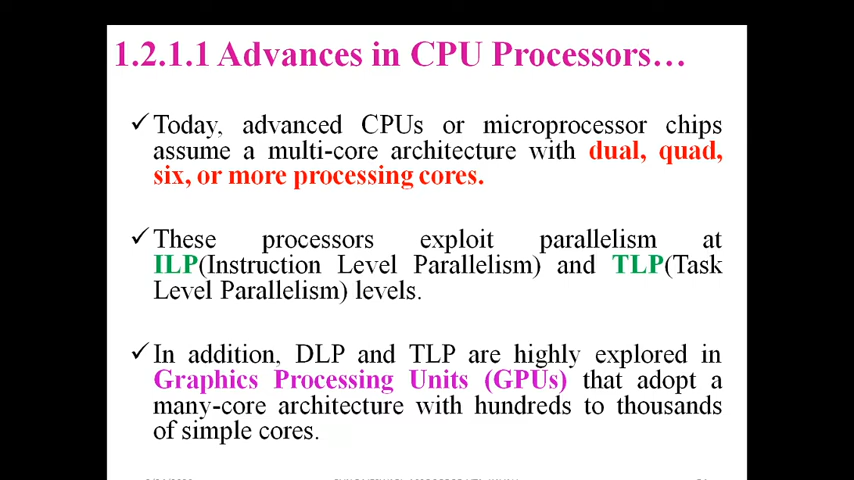 1.2.1.1 Advances in CPU Processors…
✓Today, advanced CPUs or microprocessor chips
assume a multi-core architecture with dual, quad,
six, or more processing cores.
✓These processors exploit parallelism at
ILP(Instruction Level Parallelism) and TLP(Task
Level Parallelism) levels.
✓In addition, DLP and TLP are highly explored in
Graphics Processing Units (GPUs) that adopt a
many-core architecture with hundreds to thousands
of simple cores.